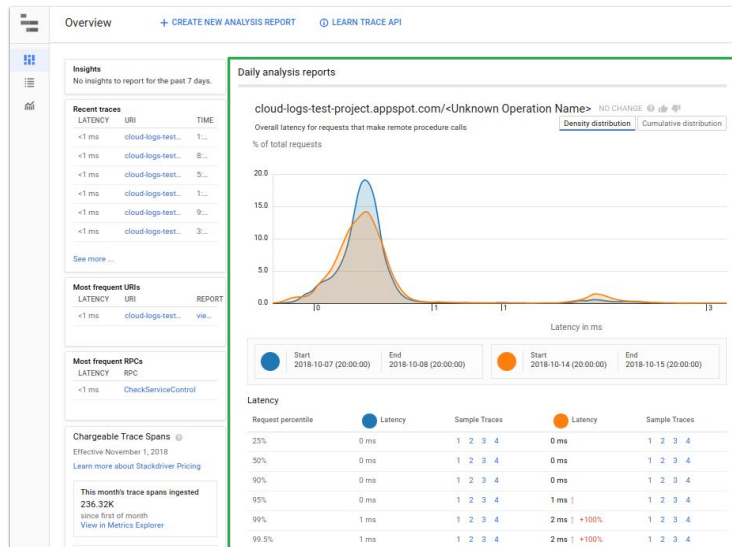 Overview
+ CREATE NEW ANALYSIS REPORT
LEARN TRACE API
Insights
No insights to report for the past 7 days.
Recent traces
LATENCY URI TIME
<1 ms cloud-logs-test... 1:...
<1 ms cloud-logs-test... 8:...
<1 ms cloud-logs-test... 5:...
<1 ms cloud-logs-test... 1:...
<1 ms cloud-logs-test... 9:...
<1 ms cloud-logs-test... 3:...
See more ...
Most frequent URIs
LATENCY URI REPORT
<1 ms cloud-logs-test... vie...
Most frequent RPCs
LATENCY RPC
<1 ms CheckServiceControl
Chargeable Trace Spans
Effective November 1, 2018
Learn more about Stackdriver Pricing
This month's trace spans ingested
236.32K
since first of month
View in Metrics Explorer
Daily analysis reports
cloud-logs-test-project.appspot.com/<Unknown Operation Name> NO CHANGE
Overall latency for requests that make remote procedure calls
Density distribution Cumulative distribution
% of total requests
20.0
15.0
10.0
5.0
0.0
0 1 1 3
Latency in ms
Start End
2018-10-07 (20:00:00) 2018-10-08 (20:00:00)
Start End
2018-10-14 (20:00:00) 2018-10-15 (20:00:00)
Latency
Request percentile Latency Sample Traces Latency Sample Traces
25% 0 ms 1 2 3 4 0 ms 1 2 3 4
50% 0 ms 1 2 3 4 0 ms 1 2 3 4
90% 0 ms 1 2 3 4 0 ms 1 2 3 4
95% 0 ms 1 2 3 4 1 ms ↑ 1 2 3 4
99% 1 ms 1 2 3 4 2 ms ↑ +100% 1 2 3 4
99.5% 1 ms 1 2 3 4 2 ms ↑ +100% 1 2 3 4